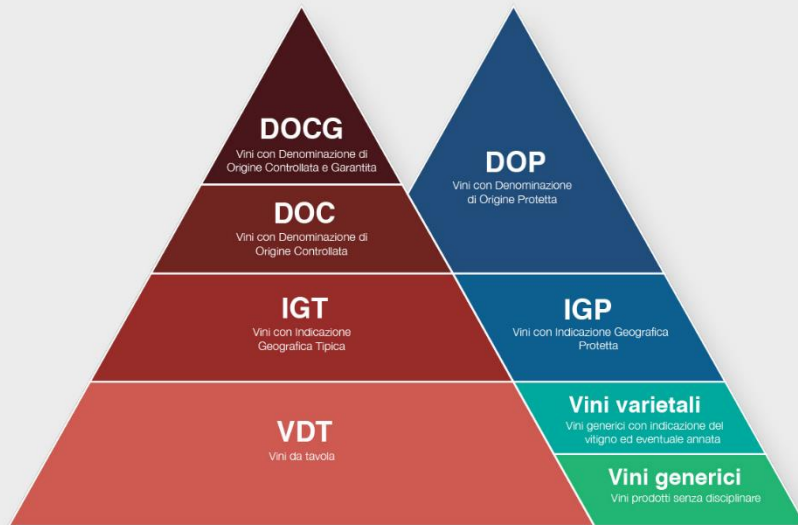 DOCG
Vini con Denominazione di
Origine Controllata e Garantita
DOC
Vini con Denominazione di
Origine Controllata
IGT
Vini con Indicazione
Geografica Tipica
VDT
Vini da tavola
DOP
Vini con Denominazione
di Origine Protetta
IGP
Vini con Indicazione Geografica
Protetta
Vini varietali
Vini generici con indicazione del
vitigno ed eventuale annata
Vini generici
Vini prodotti senza disciplinare